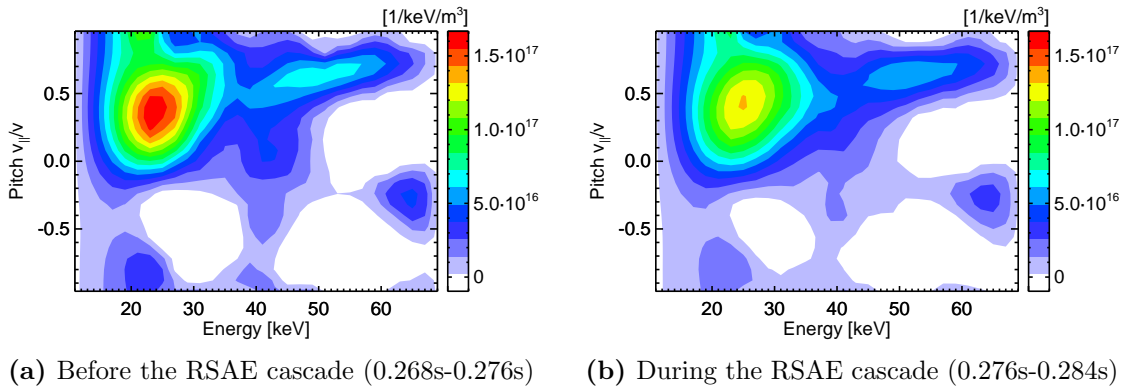 [1/keV/m³]
Pitch v||/v
0.5
0.0
-0.5
20 30 40 50 60
Energy [keV]
1.5·10¹⁷
1.0·10¹⁷
5.0·10¹⁶
0
(a) Before the RSAE cascade (0.268s-0.276s)
[1/keV/m³]
Pitch v||/v
0.5
0.0
-0.5
20 30 40 50 60
Energy [keV]
1.5·10¹⁷
1.0·10¹⁷
5.0·10¹⁶
0
(b) During the RSAE cascade (0.276s-0.284s)